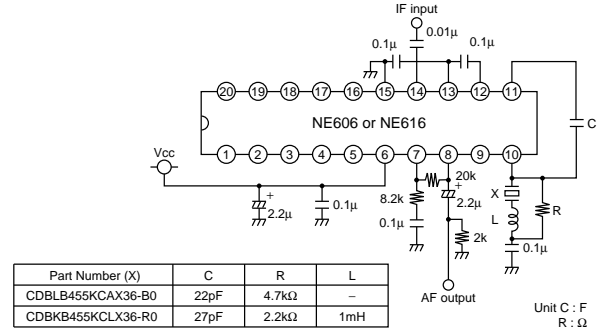 IF input
0.01μ
0.1μ
0.1μ
20 19 18 17 16 15 14 13 12 11
NE606 or NE616
C
1 2 3 4 5 6 7 8 9 10
Vcc
+
2.2μ
0.1μ
8.2k
0.1μ
20k
+
2.2μ
2k
X
L
R
0.1μ
AF output
Part Number (X) C R L
CDBLB455KCAX36-B0 22pF 4.7kΩ –
CDBKB455KCLX36-R0 27pF 2.2kΩ 1mH
Unit C : F
R : Ω